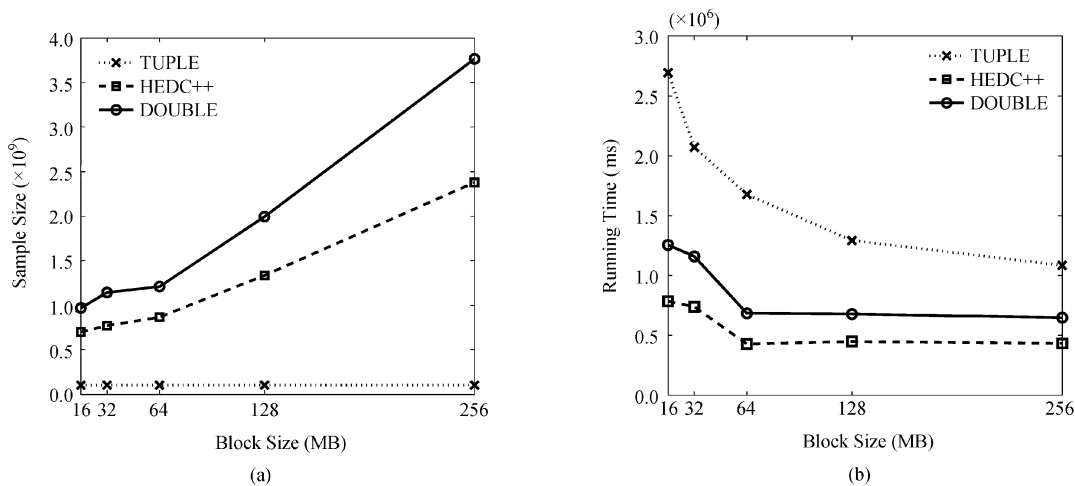 4.0
3.5
3.0
2.5
2.0
1.5
1.0
0.5
0.0
Sample Size (×10⁹)
TUPLE
HEDC++
DOUBLE
16 32 64 128 256
Block Size (MB)
(a)
(×10⁶)
3.0
2.5
2.0
1.5
1.0
0.5
0.0
Running Time (ms)
TUPLE
HEDC++
DOUBLE
16 32 64 128 256
Block Size (MB)
(b)